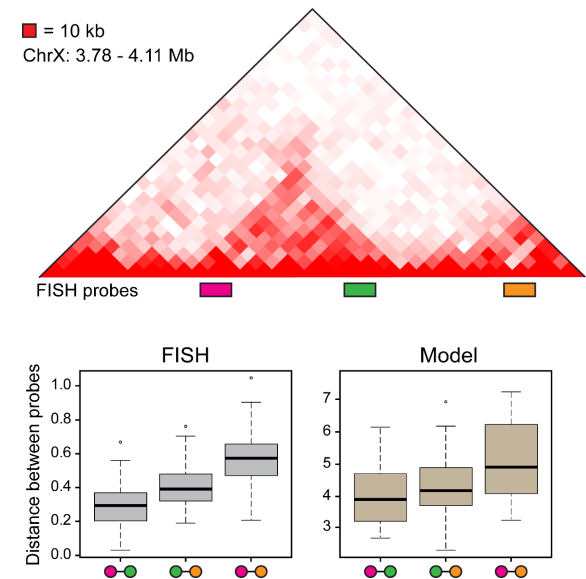 = 10 kb
ChrX: 3.78 - 4.11 Mb
FISH probes
FISH
Model
Distance between probes
1.0
0.8
0.6
0.4
0.2
0.0
7
6
5
4
3